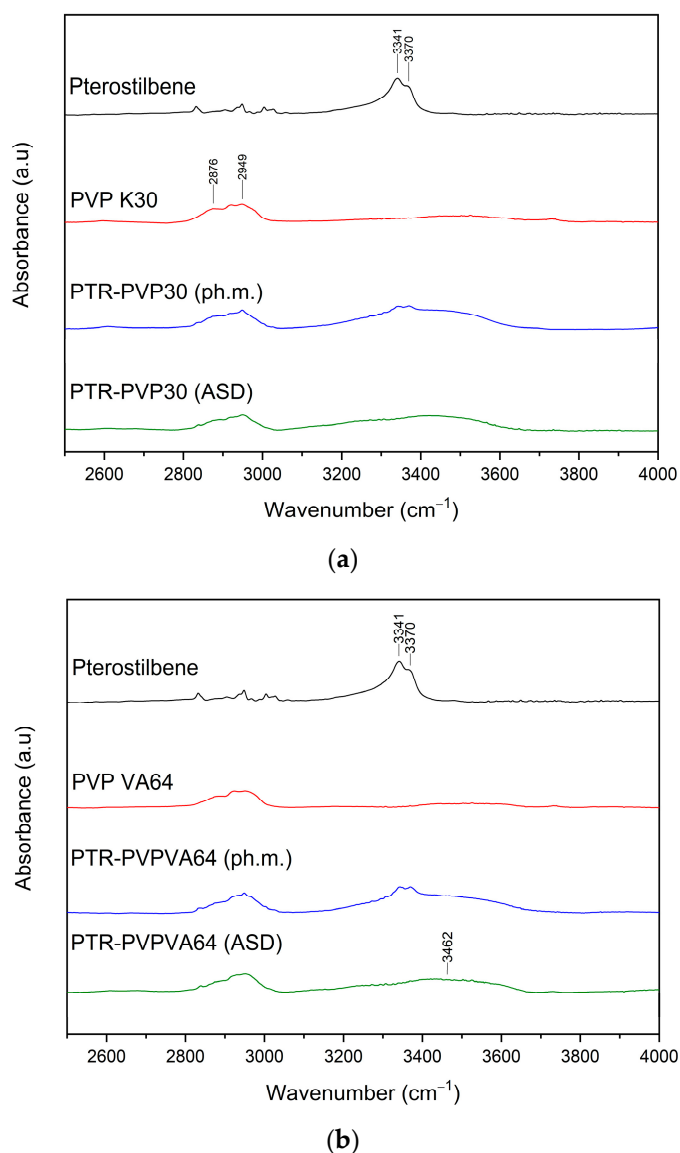 3341
3370
Pterostilbene
2876
2949
PVP K30
PTR-PVP30 (ph.m.)
PTR-PVP30 (ASD)
Absorbance (a.u)
2600 2800 3000 3200 3400 3600 3800 4000
Wavenumber (cm⁻¹)
(a)
3341
3370
Pterostilbene
PVP VA64
PTR-PVPVA64 (ph.m.)
PTR-PVPVA64 (ASD)
3462
Absorbance (a.u)
2600 2800 3000 3200 3400 3600 3800 4000
Wavenumber (cm⁻¹)
(b)